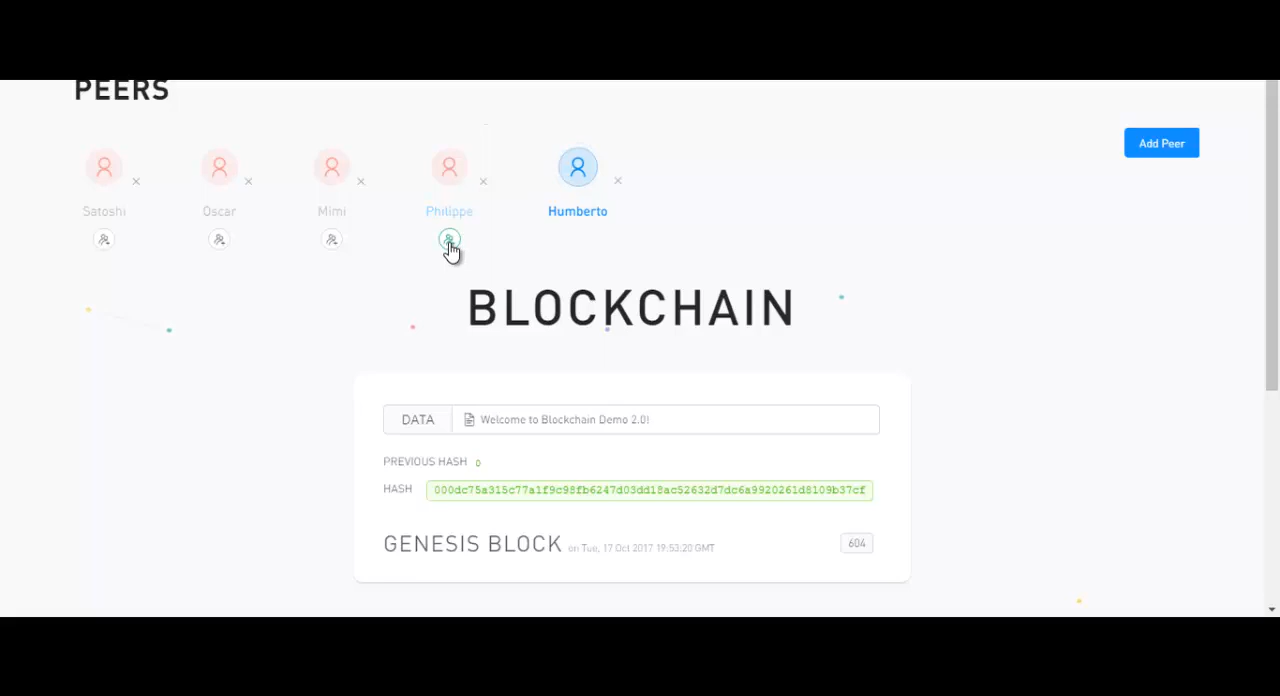 PEERS
Add Peer
Satoshi Oscar Mimi Philippe Humberto
BLOCKCHAIN
DATA Welcome to Blockchain Demo 2.0!
PREVIOUS HASH 0
HASH 000dc75a315c77a1f9c98fb6247d03dd18ac52632d7dc6a9920261d8109b37cf
GENESIS BLOCK on Tue, 17 Oct 2017 19:53:20 GMT 604